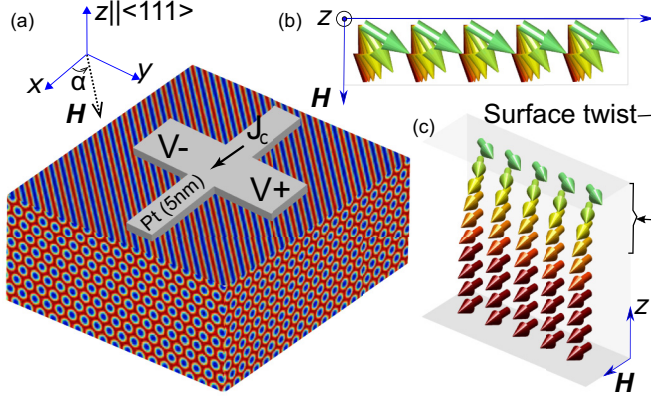 (a)
z||<111>
x
α
y
H
V-
J_c
V+
Pt (5nm)
(b)
z
H
Surface twist
(c)
z
H